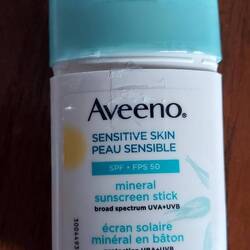 Aveeno®
SENSITIVE SKIN
PEAU SENSIBLE
SPF • FPS 50
mineral
sunscreen stick
broad spectrum UVA+UVB
écran solaire
minéral en bâton